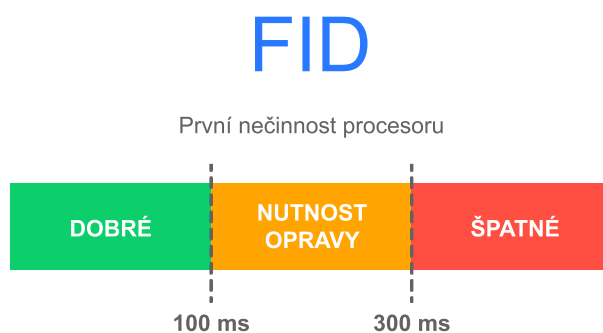 FID
První nečinnost procesoru
DOBRÉ
NUTNOST
OPRAVY
ŠPATNÉ
100 ms
300 ms